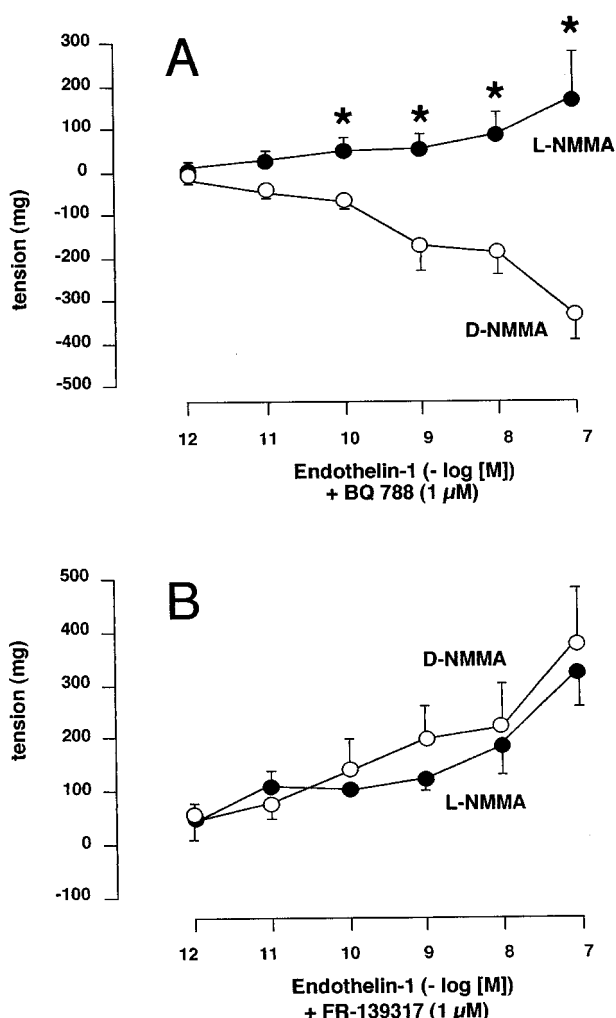 A
300
200
100
0
-100
-200
-300
-400
-500
tension (mg)
*
*
*
*
L-NMMA
D-NMMA
12 11 10 9 8 7
Endothelin-1 (- log [M])
+ BQ 788 (1 µM)
B
500
400
300
200
100
0
-100
tension (mg)
D-NMMA
L-NMMA
12 11 10 9 8 7
Endothelin-1 (- log [M])
+ FR-139317 (1 µM)